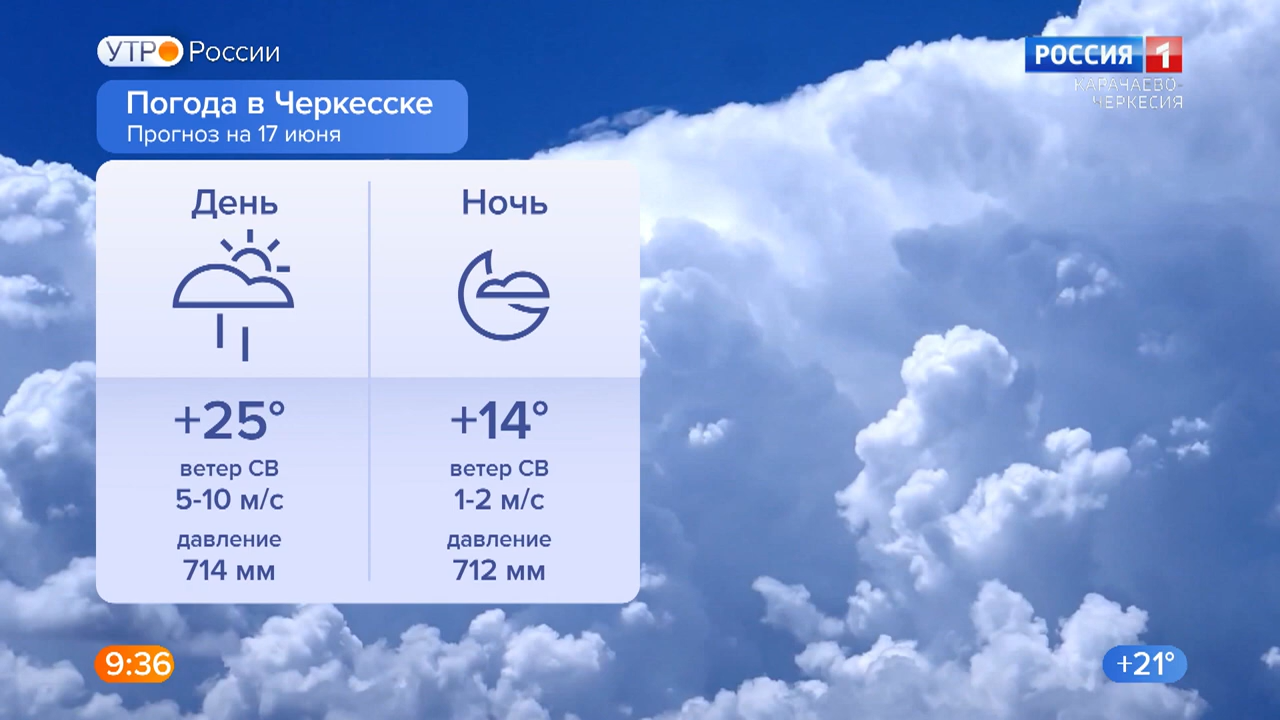 УТРО России
РОССИЯ 1
КАРАЧАЕВО-
ЧЕРКЕСИЯ
Погода в Черкесске
Прогноз на 17 июня
День
Ночь
+25°
+14°
ветер СВ
ветер СВ
5-10 м/с
1-2 м/с
давление
давление
714 мм
712 мм
9:36
+21°